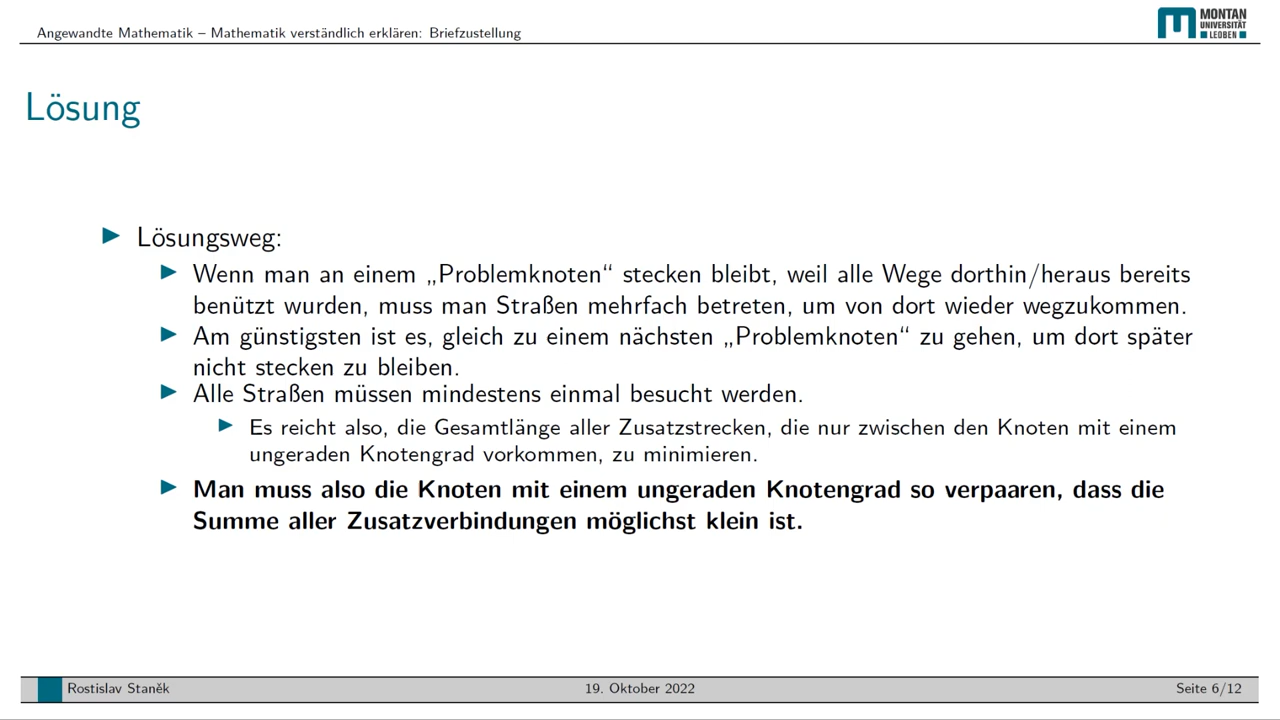 Angewandte Mathematik – Mathematik verständlich erklären: Briefzustellung
MONTAN
UNIVERSITÄT
LEOBEN
Lösung
Lösungsweg:
Wenn man an einem „Problemknoten“ stecken bleibt, weil alle Wege dorthin/heraus bereits
benützt wurden, muss man Straßen mehrfach betreten, um von dort wieder wegzukommen.
Am günstigsten ist es, gleich zu einem nächsten „Problemknoten“ zu gehen, um dort später
nicht stecken zu bleiben.
Alle Straßen müssen mindestens einmal besucht werden.
Es reicht also, die Gesamtlänge aller Zusatzstrecken, die nur zwischen den Knoten mit einem
ungeraden Knotengrad vorkommen, zu minimieren.
Man muss also die Knoten mit einem ungeraden Knotengrad so verpaaren, dass die
Summe aller Zusatzverbindungen möglichst klein ist.
Rostislav Staněk
19. Oktober 2022
Seite 6/12